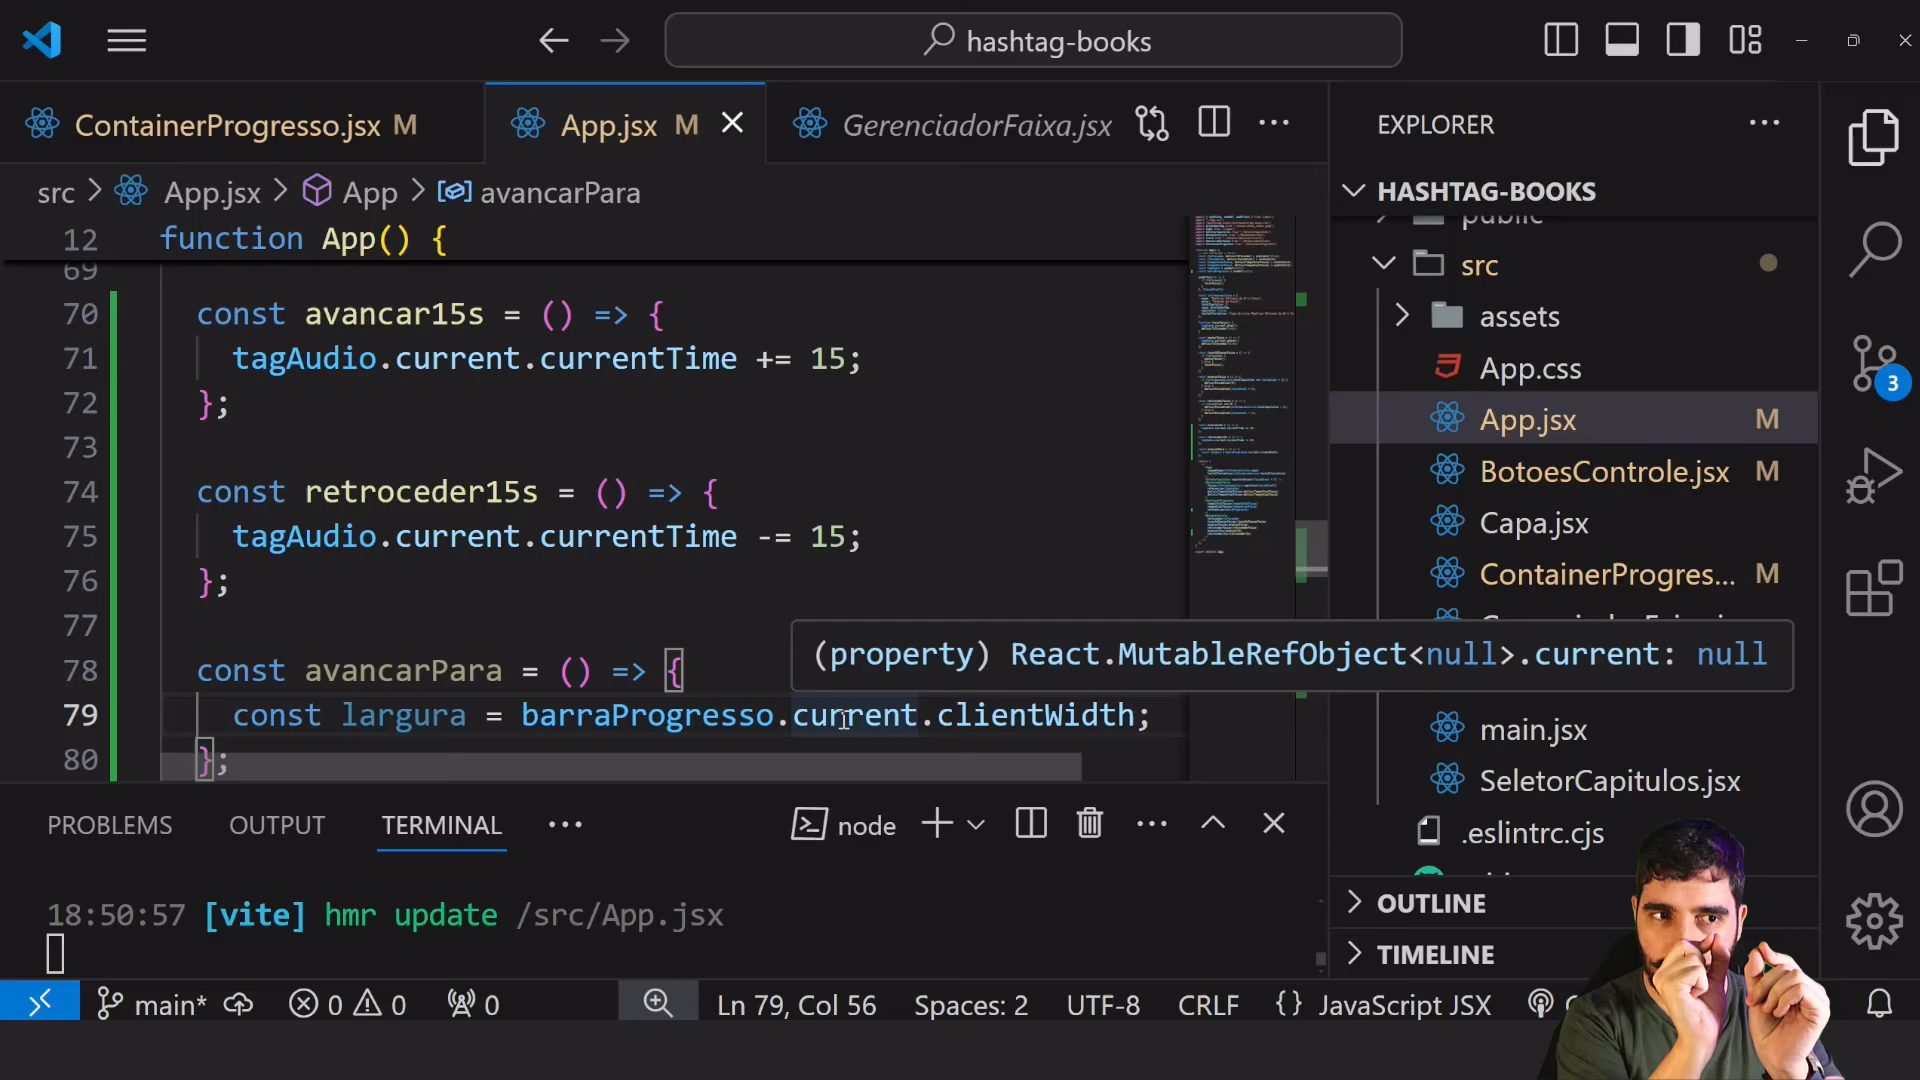 hashtag-books
ContainerProgresso.jsx M
App.jsx M
GerenciadorFaixa.jsx
src > App.jsx > App > avancarPara
12 function App() {
69
70 const avancar15s = () => {
71 tagAudio.current.currentTime += 15;
72 };
73
74 const retroceder15s = () => {
75 tagAudio.current.currentTime -= 15;
76 };
77
78 const avancarPara = () => {
(property) React.MutableRefObject<null>.current: null
79 const largura = barraProgresso.current.clientWidth;
80 };
PROBLEMS OUTPUT TERMINAL
node
18:50:57 [vite] hmr update /src/App.jsx
EXPLORER
HASHTAG-BOOKS
public
src
assets
App.css
App.jsx M
BotoesControle.jsx M
Capa.jsx
ContainerProgres... M
main.jsx
SeletorCapitulos.jsx
.eslintrc.cjs
OUTLINE
TIMELINE
3
main* 0 0 0 Ln 79, Col 56 Spaces: 2 UTF-8 CRLF {} JavaScript JSX